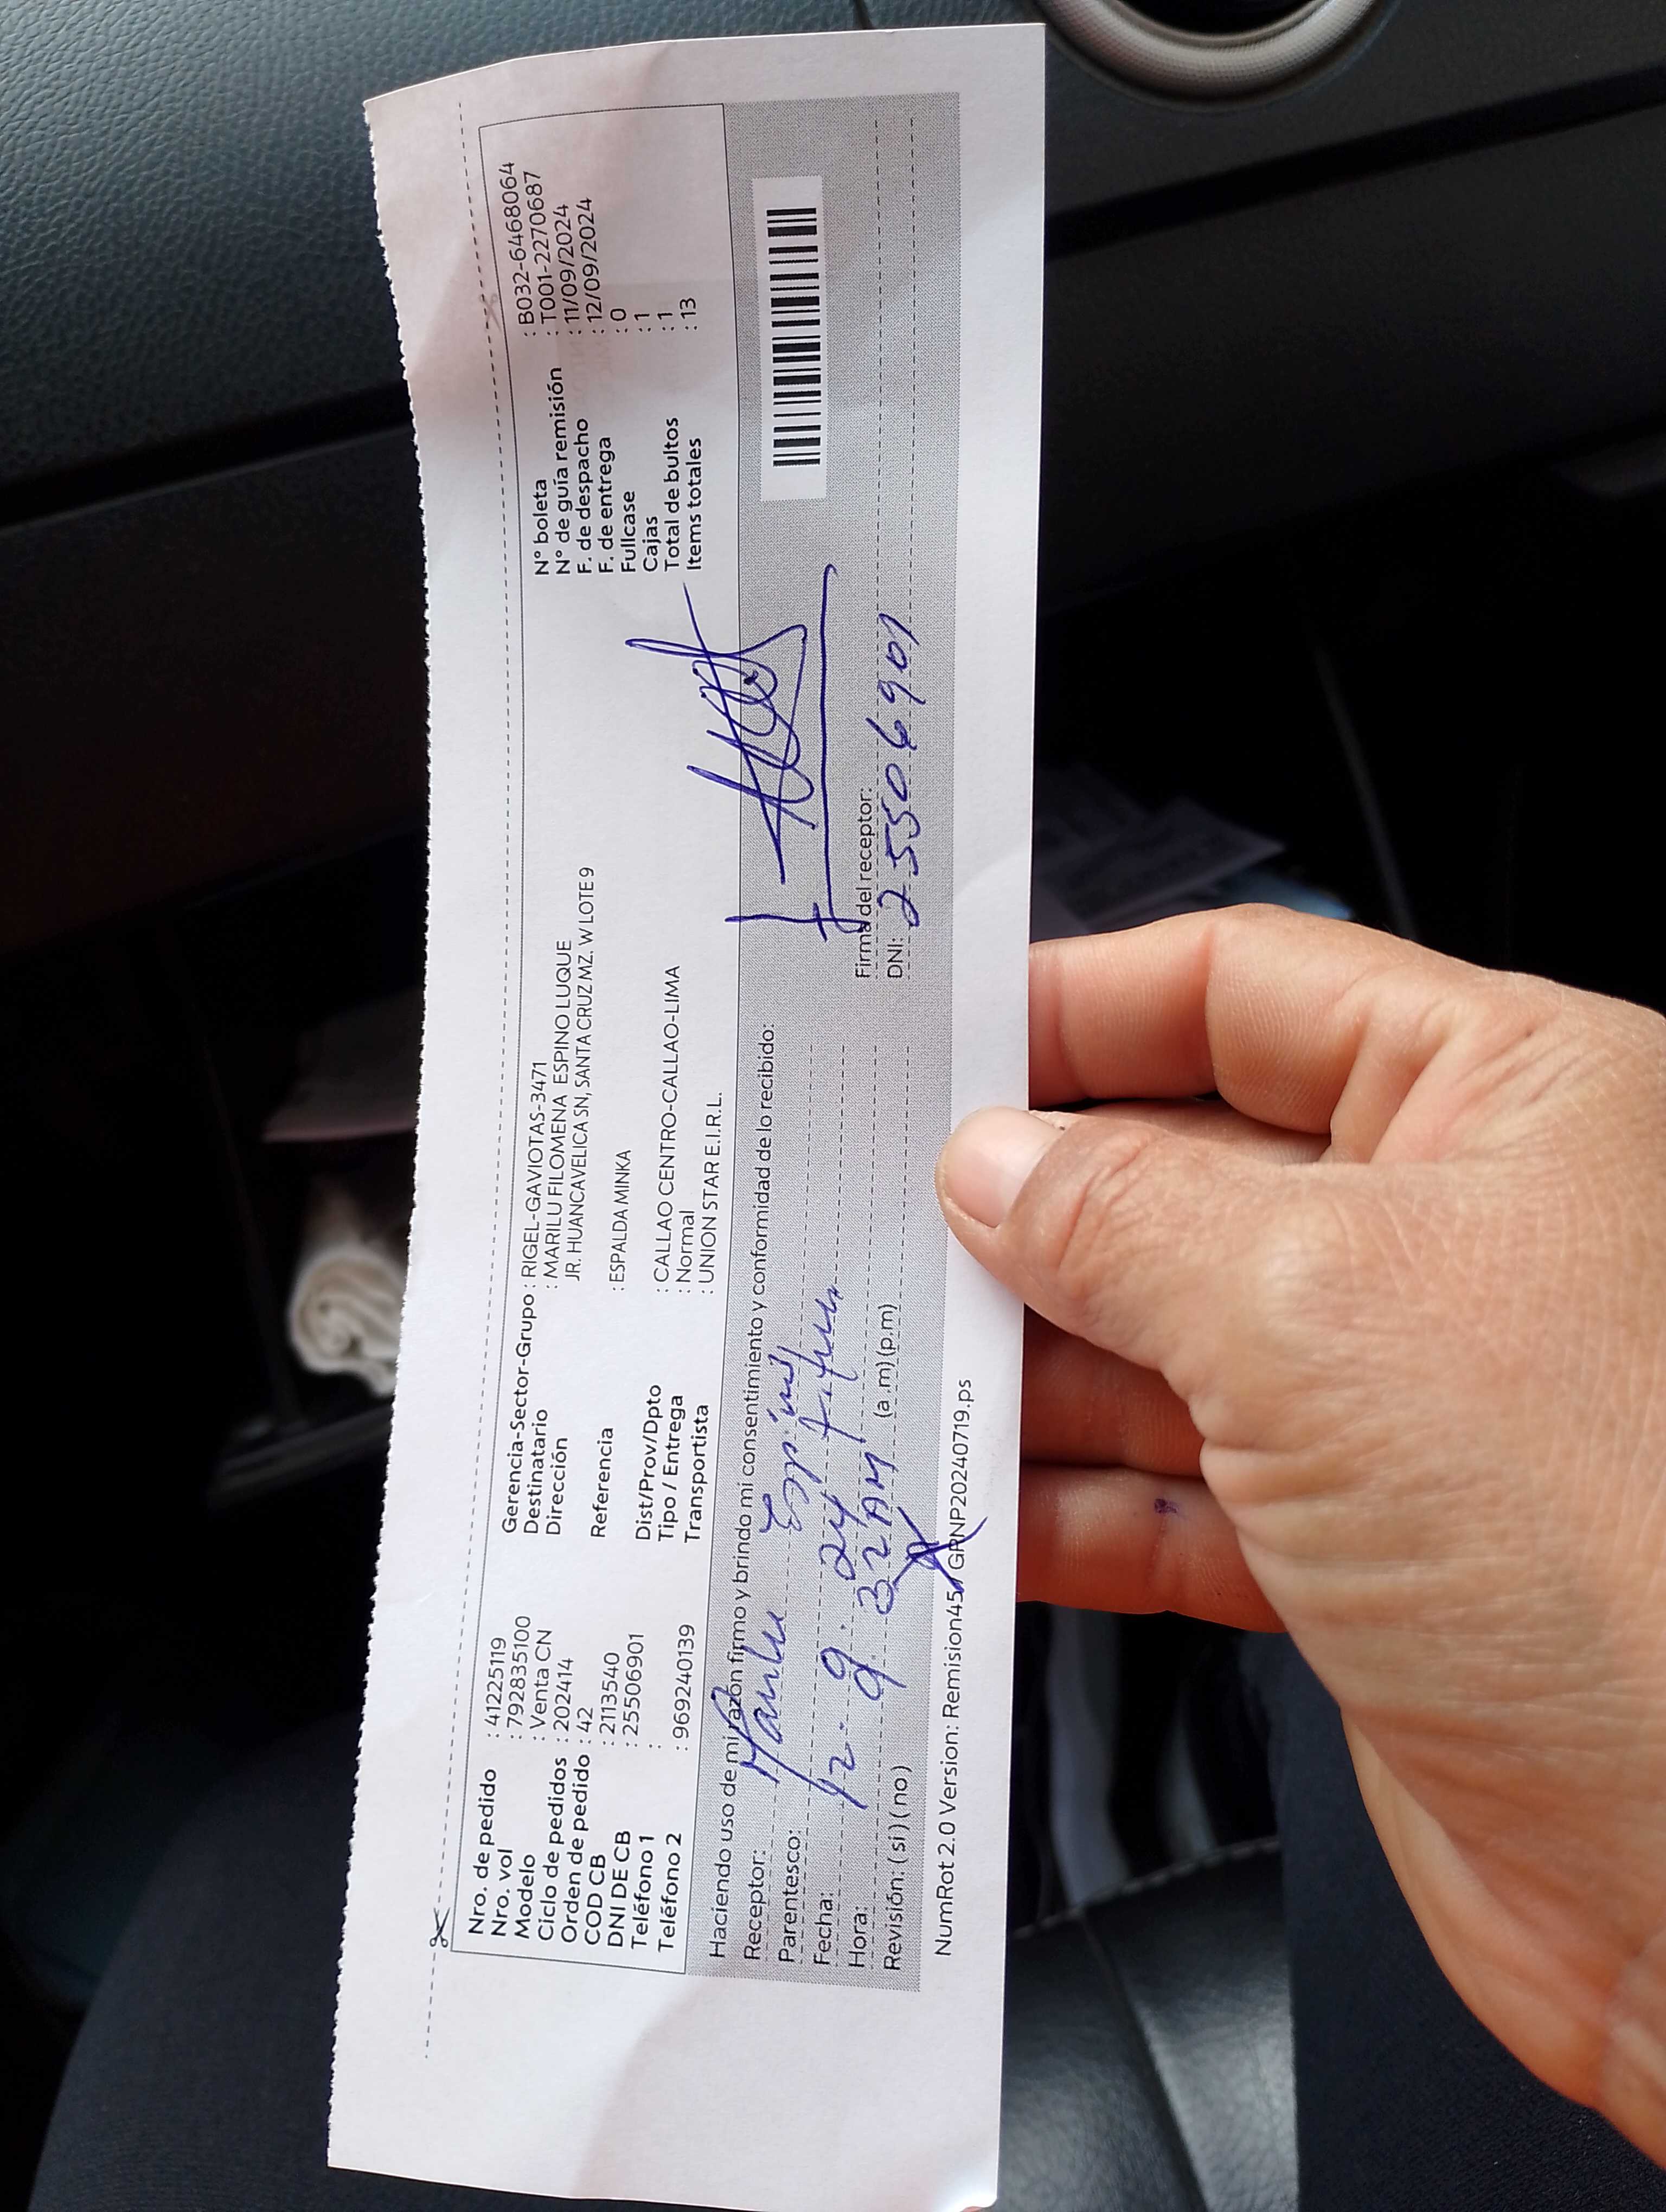 Nro. de pedido : 41225119
Nro. vol : 792835100
Modelo : Venta CN
Ciclo de pedidos : 202414
Orden de pedido : 42
COD CB : 2113540
DNI DE CB : 25506901
Teléfono 1 :
Teléfono 2 : 969240139
Gerencia-Sector-Grupo : RIGEL-GAVIOTAS-3471
Destinatario : MARILU FILOMENA ESPINO LUQUE
Dirección JR. HUANCAVELICA SN, SANTA CRUZ MZ. W LOTE 9
Referencia : ESPALDA MINKA
Dist/Prov/Dpto : CALLAO CENTRO-CALLAO-LIMA
Tipo / Entrega : Normal
Transportista : UNION STAR E.I.R.L.
N° boleta : B032-6468064
N° de guía remisión : T001-2270687
F. de despacho : 11/09/2024
F. de entrega : 12/09/2024
Fullcase : 0
Cajas : 1
Total de bultos : 1
Items totales : 13
Haciendo uso de mi razón firmo y brindo mi consentimiento y conformidad de lo recibido:
Receptor: Marilu Espino
Parentesco:
Fecha: 12. 9. 24
Hora: 9. 32 AM (a.m) (p.m)
Revisión: ( si ) ( no )
Firma del receptor:
DNI: 25506901
NumRot 2.0 Version: Remision45r GRNP20240719.ps